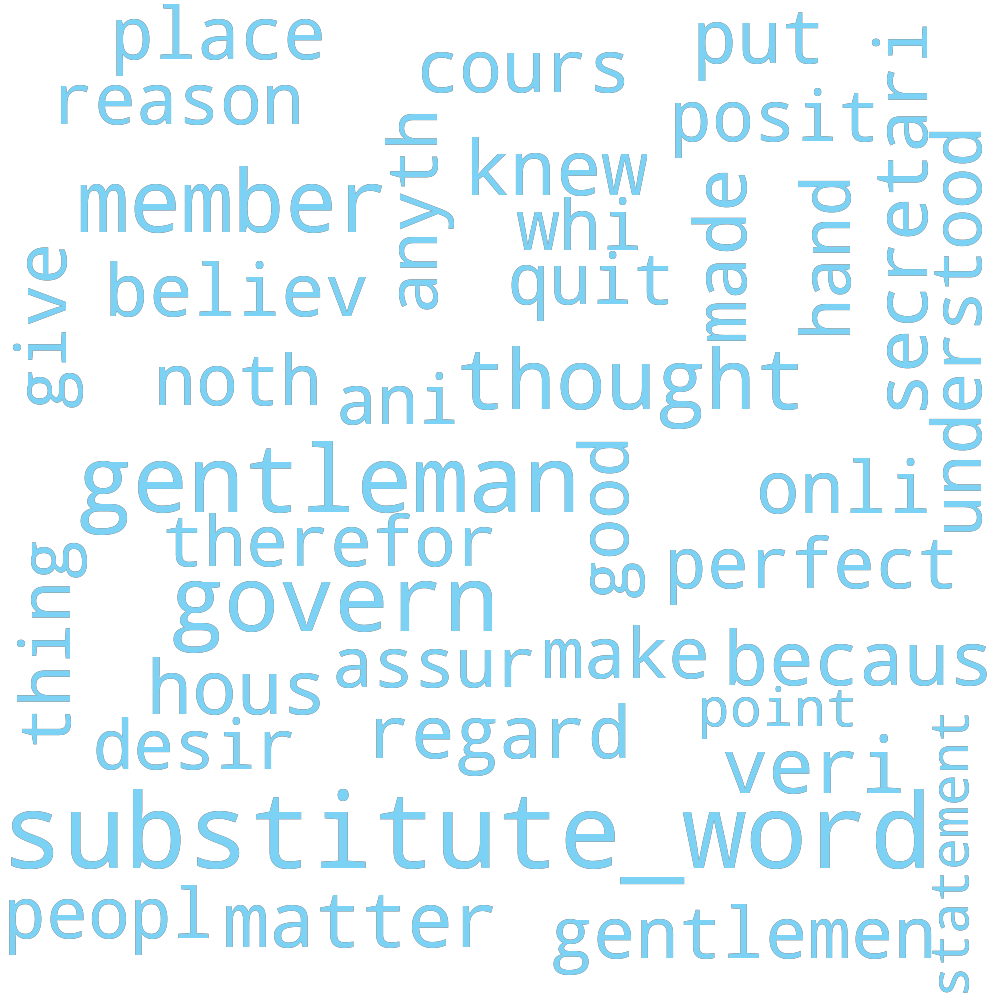 place
cours
put
secretari
reason
posit
anyth
understood
knew
member
made
hand
whi
give
believ
quit
noth
ani
thought
gentleman
good
onli
therefor
perfect
thing
govern
assur
make
becaus
hous
point
desir
regard
veri
statement
substitute_word
peopl
matter
gentlemen